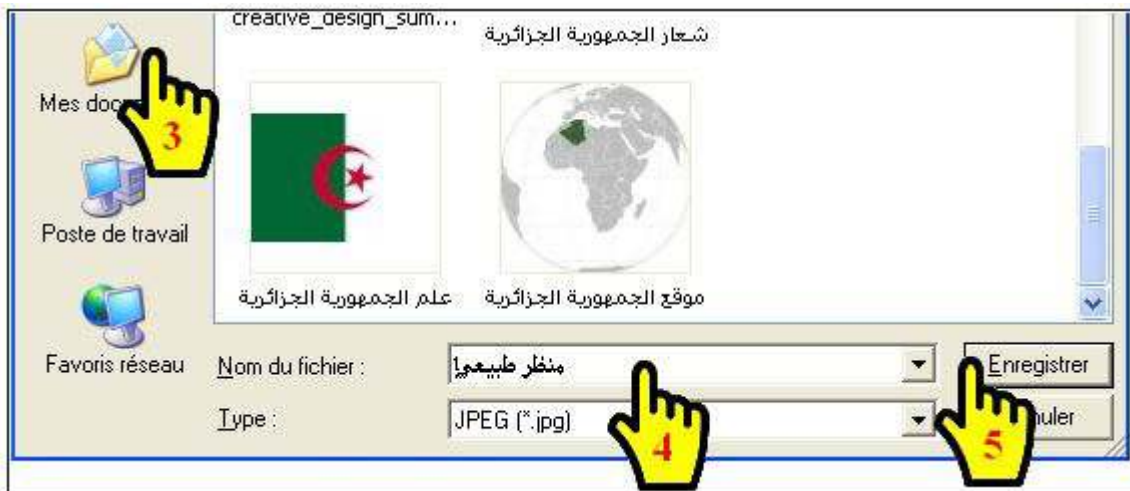 creative_design_sum...
شعار الجمهورية الجزائرية
Mes docu
3
Poste de travail
علم الجمهورية الجزائرية
موقع الجمهورية الجزائرية
Favoris réseau
Nom du fichier :
منظر طبيعي1
Enregistrer
Type :
JPEG (*.jpg)
4
5
nuler